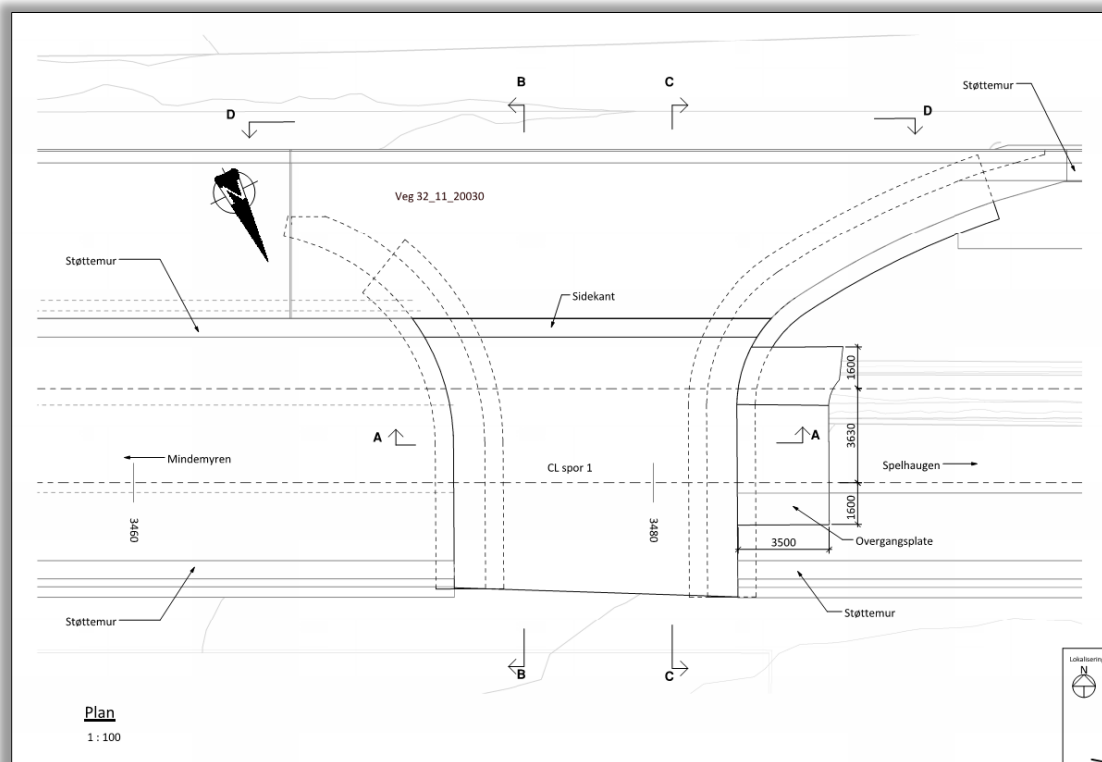 B
C
Støttemur
D
D
Veg 32_11_20030
Støttemur
Sidekant
1600
A
A
3630
Mindemyren
CL spor 1
Spelhaugen
3460
3480
1600
3500
Overgangsplate
Støttemur
Støttemur
B
C
Lokalisering
N
Plan
1 : 100